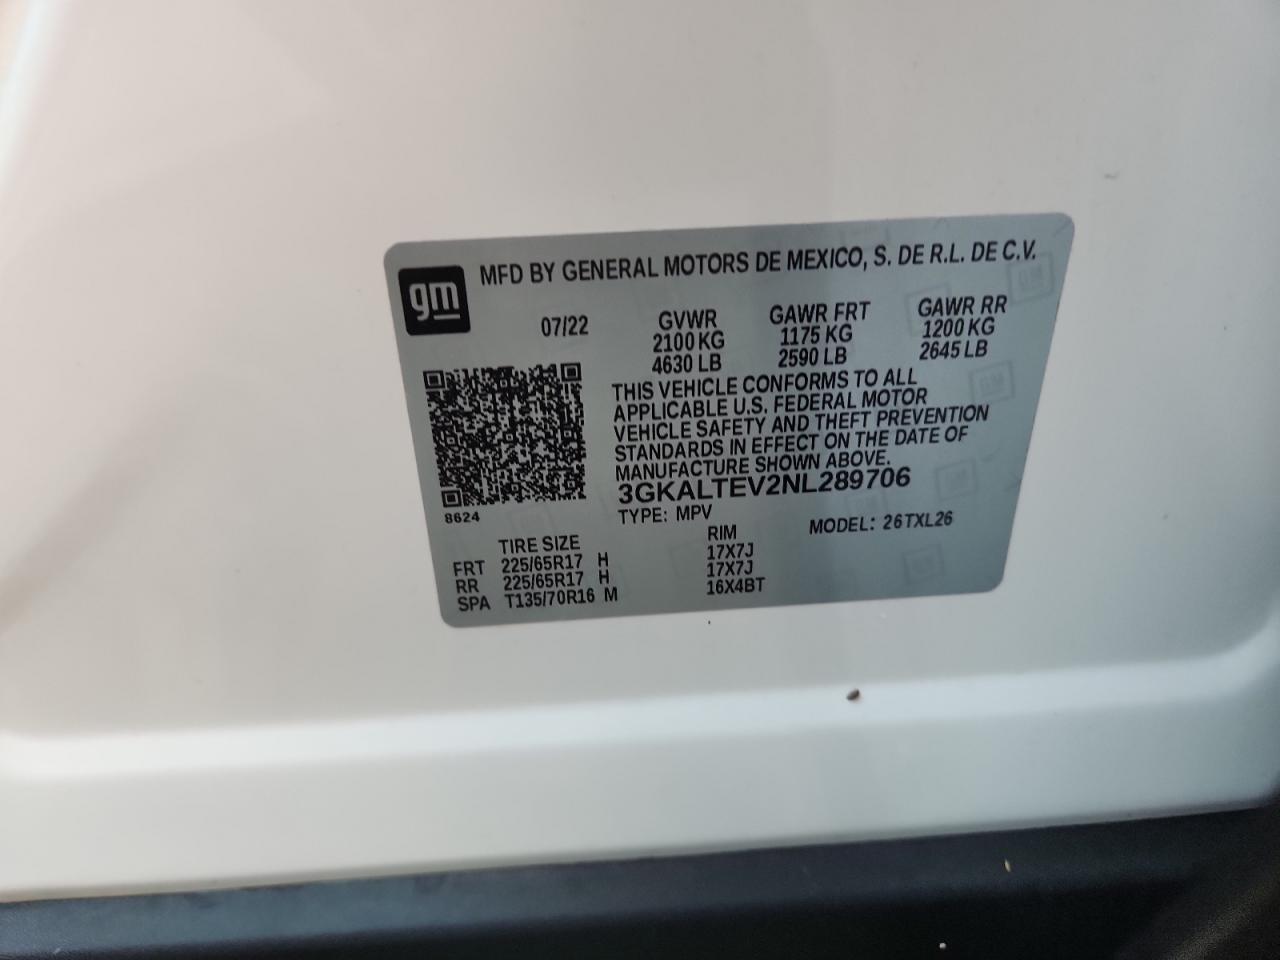 gm
MFD BY GENERAL MOTORS DE MEXICO, S. DE R.L. DE C.V.
07/22
GVWR
2100 KG
4630 LB
GAWR FRT
1175 KG
2590 LB
GAWR RR
1200 KG
2645 LB
THIS VEHICLE CONFORMS TO ALL
APPLICABLE U.S. FEDERAL MOTOR
VEHICLE SAFETY AND THEFT PREVENTION
STANDARDS IN EFFECT ON THE DATE OF
MANUFACTURE SHOWN ABOVE.
3GKALTEV2NL289706
8624
TYPE: MPV
MODEL: 26TXL26
TIRE SIZE RIM
FRT 225/65R17 H 17X7J
RR 225/65R17 H 17X7J
SPA T135/70R16 M 16X4BT